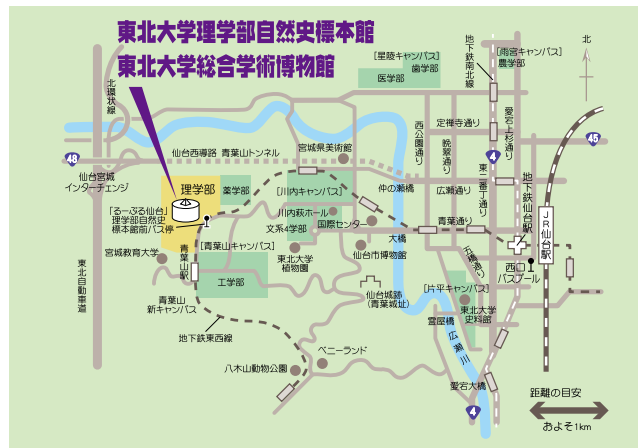 東北大学理学部自然史標本館
東北大学総合学術博物館
北環状線
[星陵キャンパス]
歯学部
医学部
地下鉄南北線
[雨宮キャンパス]
農学部
北
定禅寺通り
西公園通り
晩翠通り
愛宕上杉通り
45
48
4
仙台西導路 青葉山トンネル
宮城県美術館
東二番丁通り
仙台宮城
インターチェンジ
理学部
薬学部
[川内キャンパス]
仲の瀬橋
広瀬通り
地下鉄仙台駅
「るーぷる仙台」
理学部自然史
標本館前バス停
川内萩ホール
国際センター
文系4学部
青葉通り
大橋
JR仙台駅
宮城教育大学
[青葉山キャンパス]
東北大学
植物園
仙台市博物館
五橋通り
西口
バスプール
青葉山駅
工学部
[片平キャンパス]
東北自動車道
青葉山
新キャンパス
仙台城跡
(青葉城址)
東北大学
史料館
霊屋橋
広瀬川
地下鉄東西線
ベニーランド
八木山動物公園
愛宕大橋
4
距離の目安
およそ1km